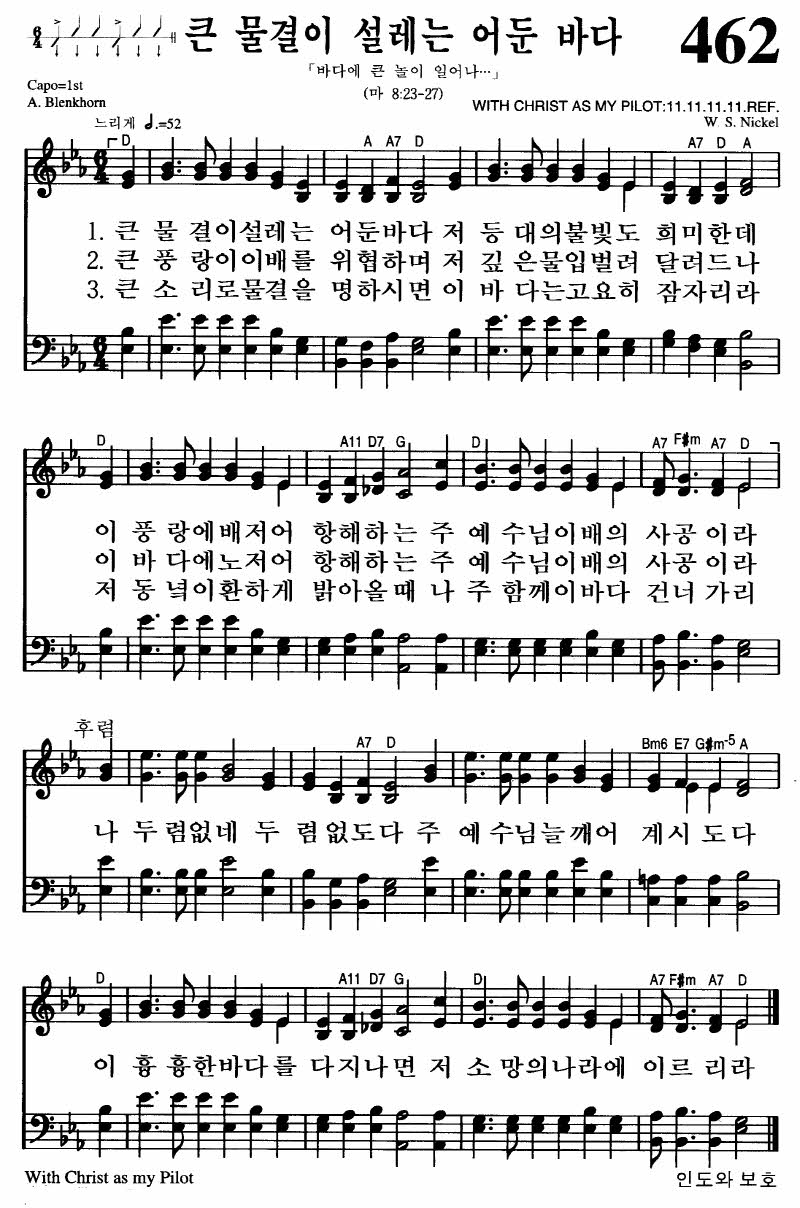 큰 물결이 설레는 어둔 바다 462
「바다에 큰 놀이 일어나…」
(마 8:23-27)
Capo=1st
A. Blenkhorn
WITH CHRIST AS MY PILOT:11.11.11.11.REF.
W. S. Nickel
느리게 𝅗𝅥.=52
D A A7 D A7 D A
6/4
1. 큰 물 결이설레는 어둔바다 저 등 대의불빛도 희미한데
2. 큰 풍 랑이이배를 위협하며 저 깊 은물입벌려 달려드나
3. 큰 소 리로물결을 명하시면 이 바 다는고요히 잠자리라
D A11 D7 G D A7 F#m A7 D
이 풍 랑에배저어 항해하는 주 예 수님이배의 사공이라
이 바 다에노저어 항해하는 주 예 수님이배의 사공이라
저 동 녘이환하게 밝아올때 나 주 함께이바다 건너가리
후렴
A7 D Bm6 E7 G#m-5 A
나 두 렴없네 두 렴없도다 주 예 수님늘깨어 계시도다
D A11 D7 G D A7 F#m A7 D
이 흉 흉한바다를 다지나면 저 소 망의나라에 이르리라
With Christ as my Pilot 인도와 보호